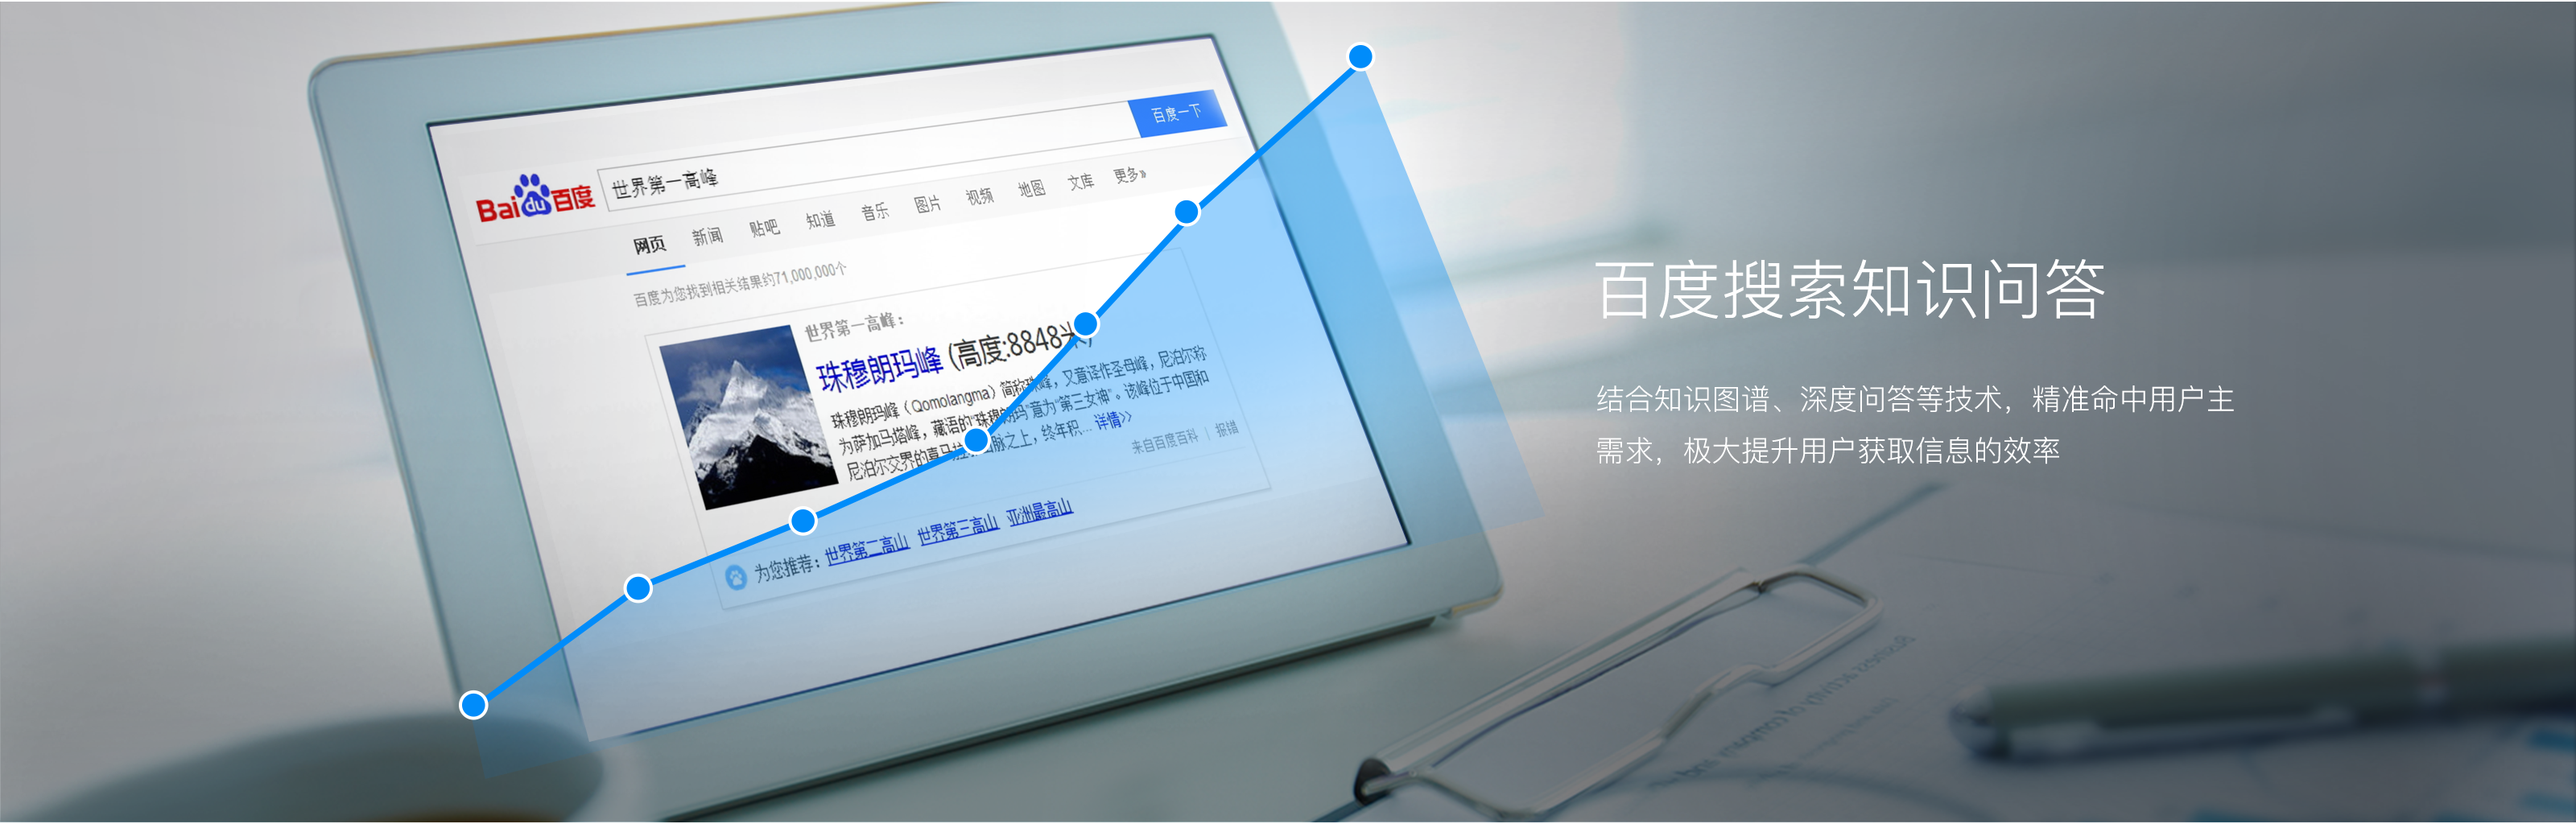 Baidu百度
世界第一高峰
百度一下
网页 新闻 贴吧 知道 音乐 图片 视频 地图 文库 更多»
百度为您找到相关结果约71,000,000个
世界第一高峰：
珠穆朗玛峰 (高度:8848米)
珠穆朗玛峰（Qomolangma）简称珠峰，又意译作圣母峰，尼泊尔称
为萨加马塔峰，藏语的“珠穆朗玛”意为“第三女神”。该峰位于中国和
尼泊尔交界的喜马拉 脉之上，终年积... 详情>>
来自百度百科 | 报错
为您推荐： 世界第二高山 世界第三高山 亚洲最高山
百度搜索知识问答
结合知识图谱、深度问答等技术，精准命中用户主
需求，极大提升用户获取信息的效率